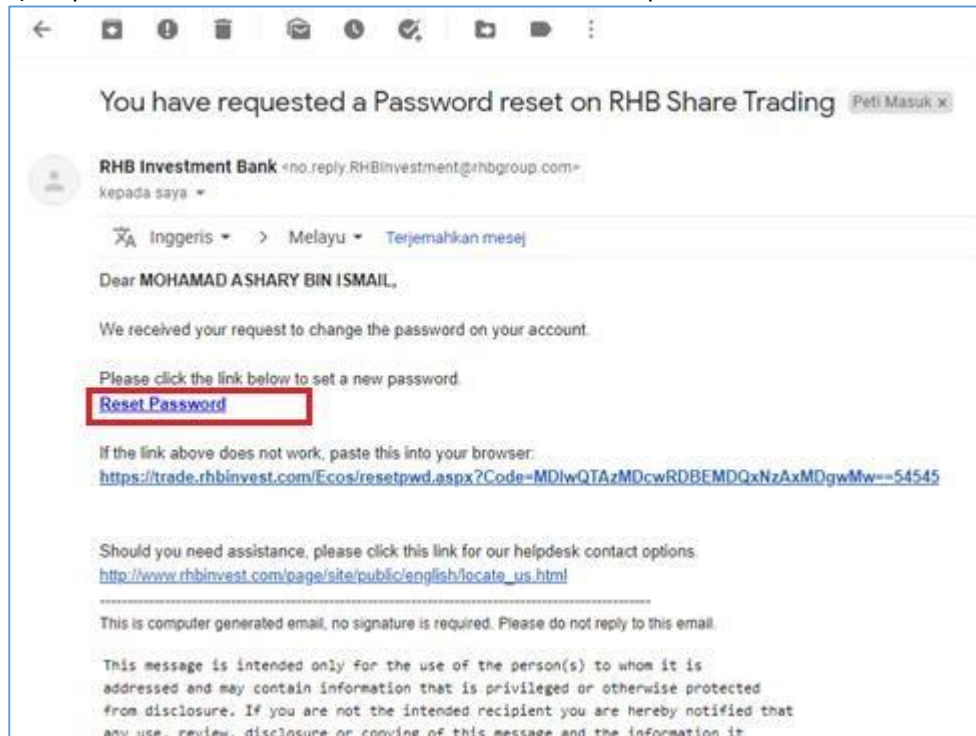 You have requested a Password reset on RHB Share Trading Peti Masuk x
RHB Investment Bank <no.reply.RHBInvestment@rhbgroup.com>
kepada saya
Inggeris > Melayu Terjemahkan mesej
Dear MOHAMAD ASHARY BIN ISMAIL,
We received your request to change the password on your account.
Please click the link below to set a new password.
Reset Password
If the link above does not work, paste this into your browser:
https://trade.rhbinvest.com/Ecos/resetpwd.aspx?Code=MDIwQTAzMDcwRDBEMDQxNzAxMDgwMw==54545
Should you need assistance, please click this link for our helpdesk contact options.
http://www.rhbinvest.com/page/site/public/english/locate_us.html
This is computer generated email, no signature is required. Please do not reply to this email.
This message is intended only for the use of the person(s) to whom it is
addressed and may contain information that is privileged or otherwise protected
from disclosure. If you are not the intended recipient you are hereby notified that
any use, review, disclosure or copying of this message and the information it